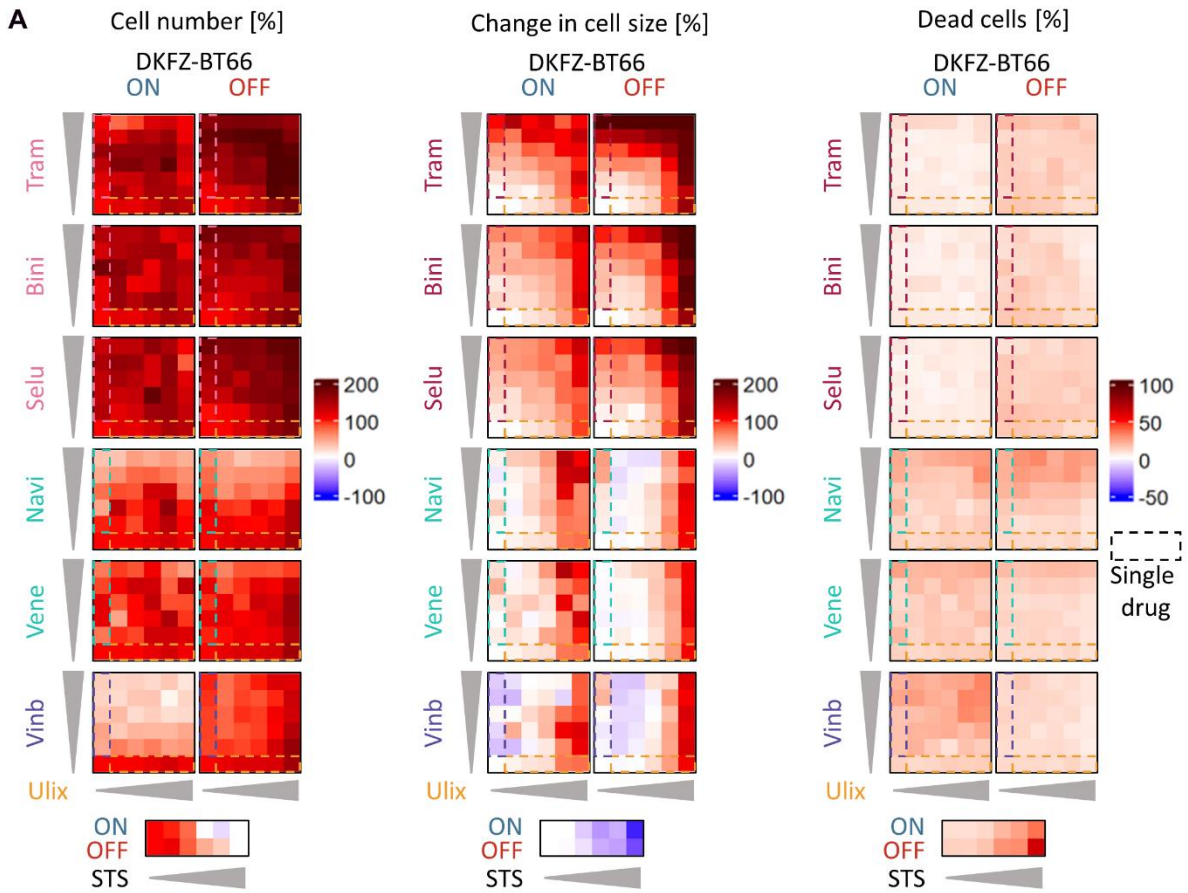 A
Cell number [%]
DKFZ-BT66
ON OFF
Tram
Bini
Selu
Navi
Vene
Vinb
Ulix
200
100
0
-100
ON
OFF
STS
Change in cell size [%]
DKFZ-BT66
ON OFF
Tram
Bini
Selu
Navi
Vene
Vinb
200
100
0
-100
ON
OFF
STS
Dead cells [%]
DKFZ-BT66
ON OFF
Tram
Bini
Selu
Navi
Vene
Vinb
Ulix
100
50
0
-50
Single
drug
ON
OFF
STS